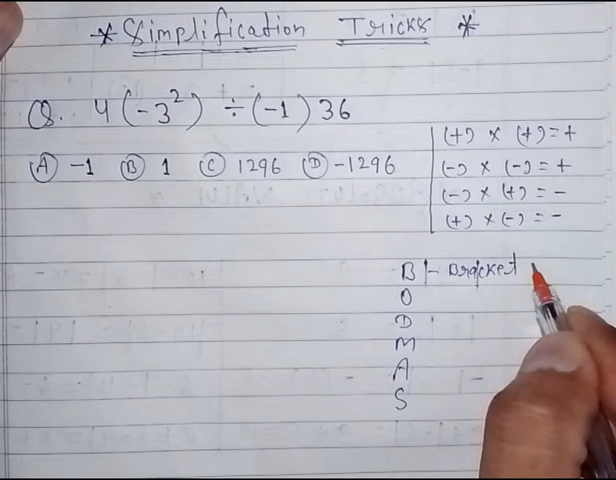 * Simplification Tricks *
Q. 4 (-3²) ÷ (-1) 36
(A) -1 (B) 1 (C) 1296 (D) -1296
(+) × (+) = +
(-) × (-) = +
(-) × (+) = -
(+) × (-) = -
B - Bracket
O
D
M
A
S